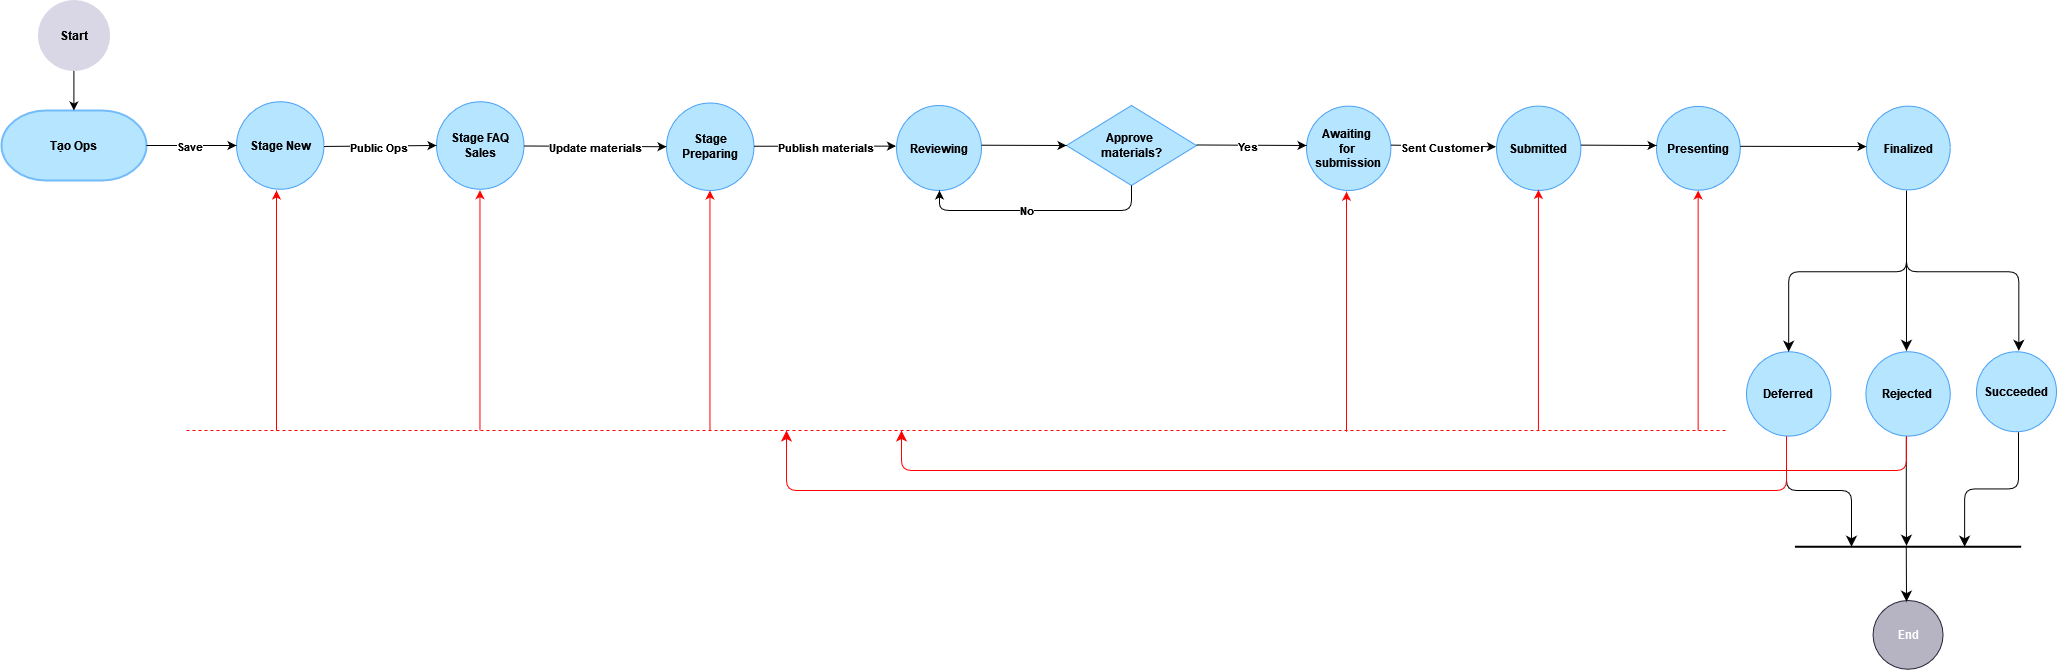 Start
Tạo Ops
Save
Stage New
Public Ops
Stage FAQ
Sales
Update materials
Stage
Preparing
Publish materials
Reviewing
Approve
materials?
No
Yes
Awaiting
for
submission
Sent Customer
Submitted
Presenting
Finalized
Deferred
Rejected
Succeeded
End